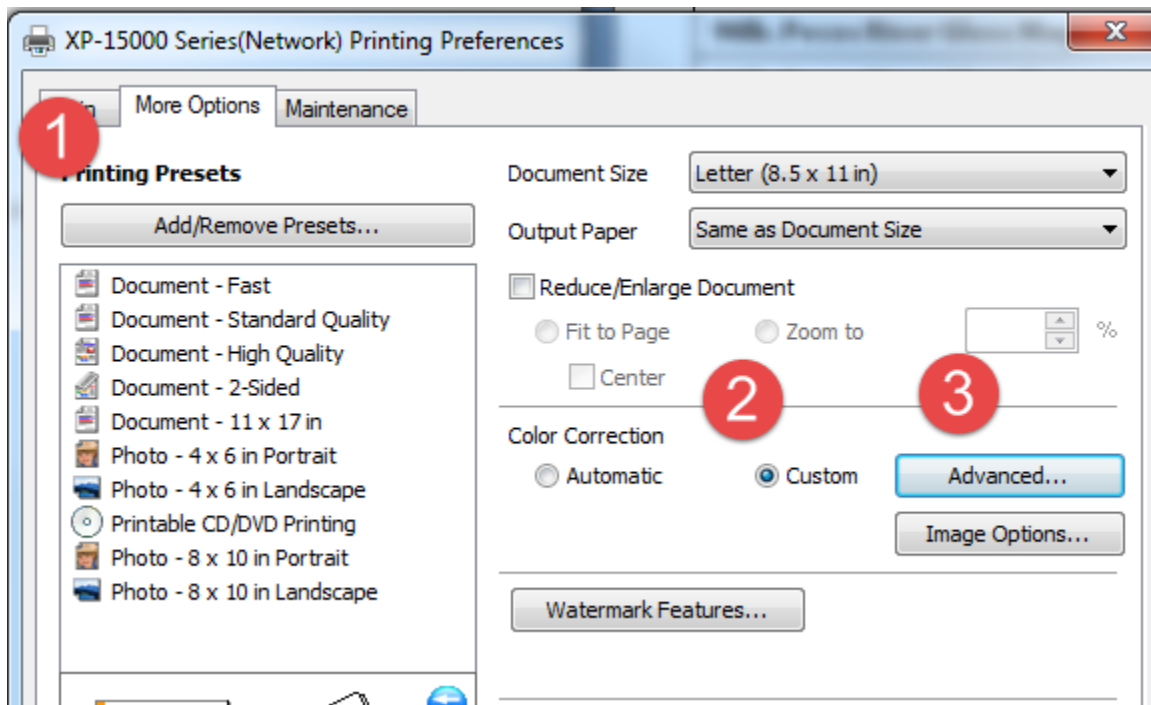 XP-15000 Series(Network) Printing Preferences
More Options
Maintenance
1
Printing Presets
Add/Remove Presets...
Document - Fast
Document - Standard Quality
Document - High Quality
Document - 2-Sided
Document - 11 x 17 in
Photo - 4 x 6 in Portrait
Photo - 4 x 6 in Landscape
Printable CD/DVD Printing
Photo - 8 x 10 in Portrait
Photo - 8 x 10 in Landscape
Document Size
Letter (8.5 x 11 in)
Output Paper
Same as Document Size
Reduce/Enlarge Document
Fit to Page
Zoom to
%
Center
2
3
Color Correction
Automatic
Custom
Advanced...
Image Options...
Watermark Features...